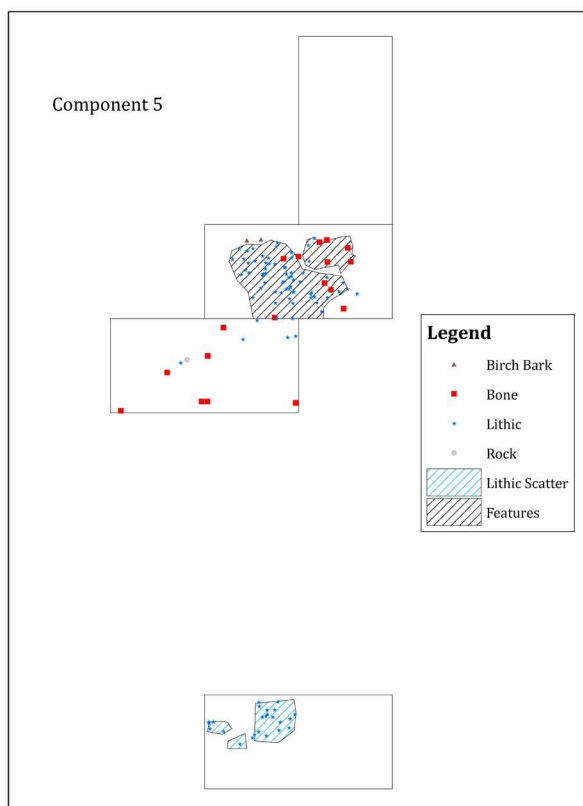 Component 5
Legend
Birch Bark
Bone
Lithic
Rock
Lithic Scatter
Features